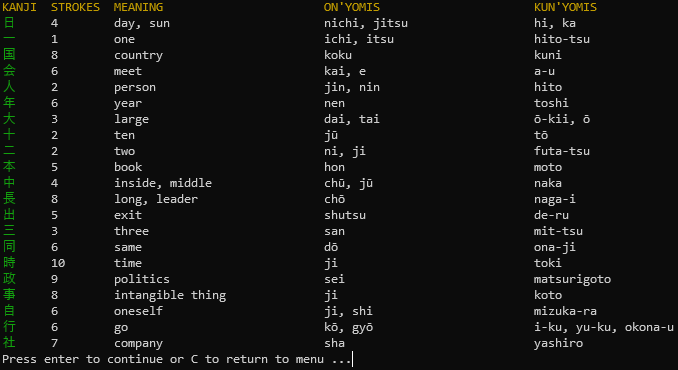 KANJI STROKES MEANING ON'YOMIS KUN'YOMIS
日 4 day, sun nichi, jitsu hi, ka
一 1 one ichi, itsu hito-tsu
国 8 country koku kuni
会 6 meet kai, e a-u
人 2 person jin, nin hito
年 6 year nen toshi
大 3 large dai, tai ō-kii, ō
十 2 ten jū tō
二 2 two ni, ji futa-tsu
本 5 book hon moto
中 4 inside, middle chū, jū naka
長 8 long, leader chō naga-i
出 5 exit shutsu de-ru
三 3 three san mit-tsu
同 6 same dō ona-ji
時 10 time ji toki
政 9 politics sei matsurigoto
事 8 intangible thing ji koto
自 6 oneself ji, shi mizuka-ra
行 6 go kō, gyō i-ku, yu-ku, okona-u
社 7 company sha yashiro
Press enter to continue or C to return to menu ...